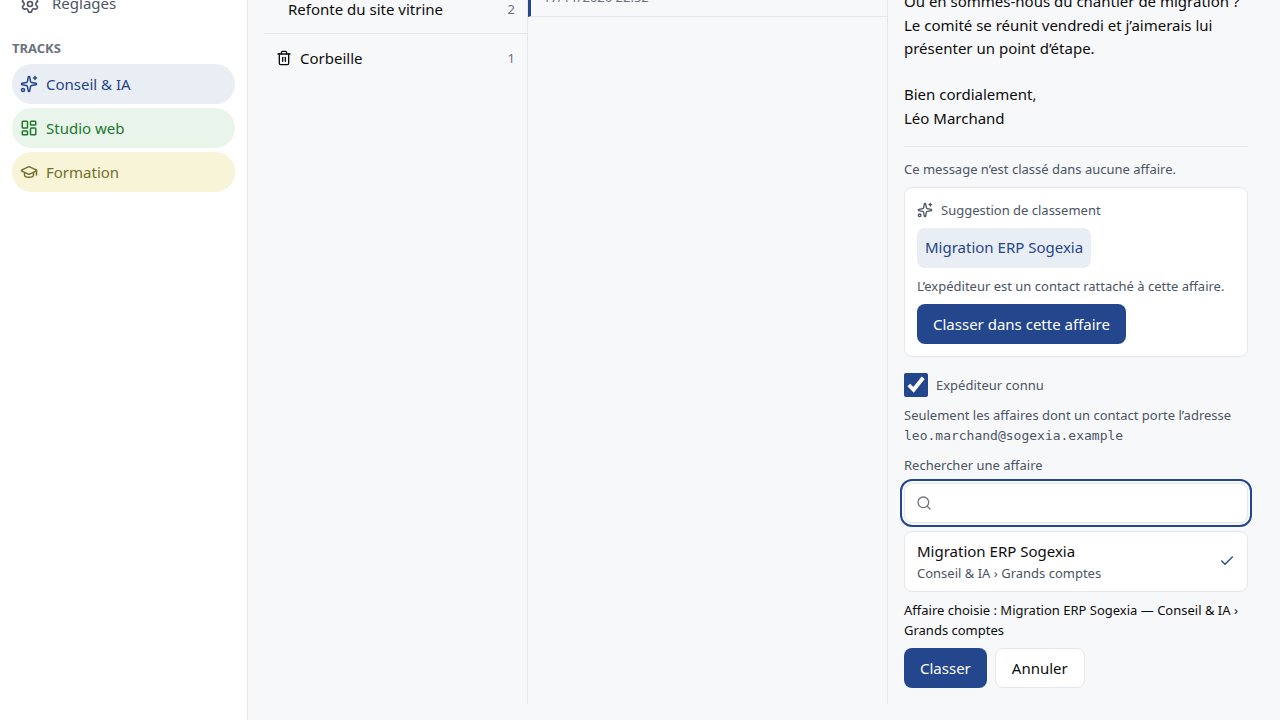 Réglages
TRACKS
Conseil & IA
Studio web
Formation
Refonte du site vitrine 2
Corbeille 1
Où en sommes-nous du chantier de migration ?
Le comité se réunit vendredi et j’aimerais lui
présenter un point d’étape.
Bien cordialement,
Léo Marchand
Ce message n’est classé dans aucune affaire.
Suggestion de classement
Migration ERP Sogexia
L’expéditeur est un contact rattaché à cette affaire.
Classer dans cette affaire
Expéditeur connu
Seulement les affaires dont un contact porte l’adresse
leo.marchand@sogexia.example
Rechercher une affaire
Migration ERP Sogexia
Conseil & IA › Grands comptes
Affaire choisie : Migration ERP Sogexia — Conseil & IA ›
Grands comptes
Classer Annuler